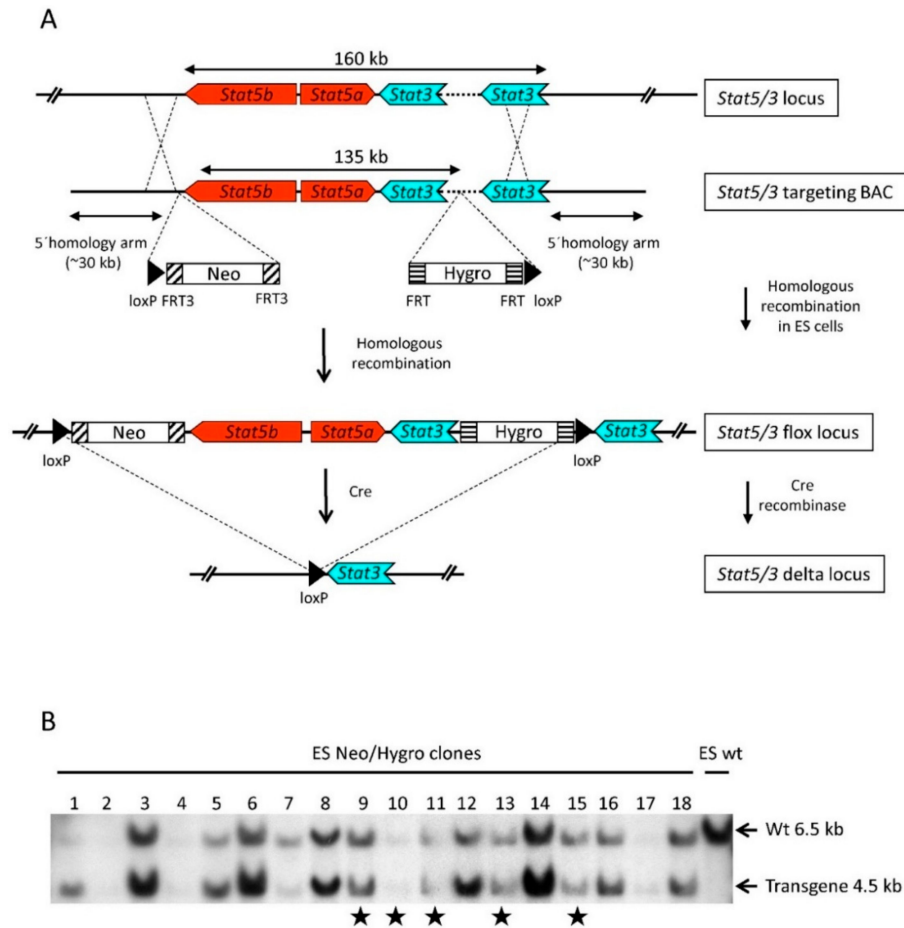 A
160 kb
Stat5b Stat5a Stat3 Stat3
Stat5/3 locus
135 kb
Stat5b Stat5a Stat3 Stat3
Stat5/3 targeting BAC
5´homology arm
(~30 kb)
Neo
loxP FRT3 FRT3
Hygro
FRT FRT loxP
5´homology arm
(~30 kb)
Homologous
recombination
in ES cells
Homologous
recombination
Neo Stat5b Stat5a Stat3 Hygro Stat3
loxP loxP
Stat5/3 flox locus
Cre
Cre
recombinase
Stat3
loxP
Stat5/3 delta locus
B
ES Neo/Hygro clones ES wt
1 2 3 4 5 6 7 8 9 10 11 12 13 14 15 16 17 18
Wt 6.5 kb
Transgene 4.5 kb